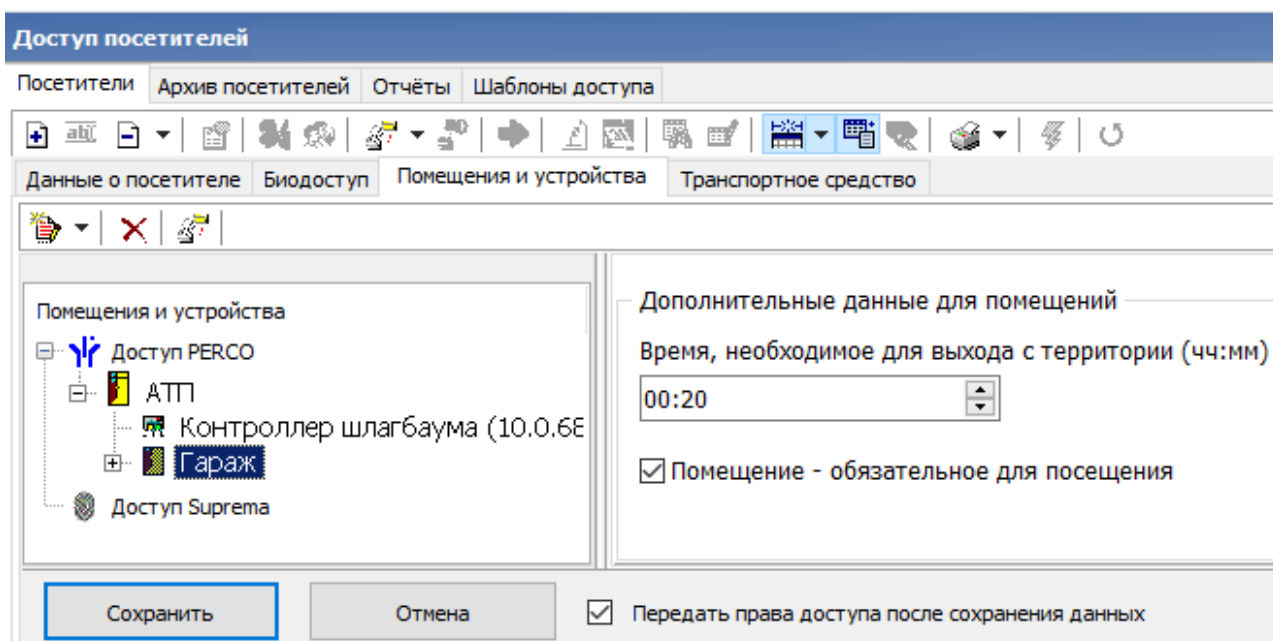 Доступ посетителей
Посетители Архив посетителей Отчёты Шаблоны доступа
Данные о посетителе Биодоступ Помещения и устройства Транспортное средство
Помещения и устройства
Доступ PERCO
АТП
Контроллер шлагбаума (10.0.68
Гараж
Доступ Suprema
Дополнительные данные для помещений
Время, необходимое для выхода с территории (чч:мм)
00:20
Помещение - обязательное для посещения
Сохранить Отмена Передать права доступа после сохранения данных